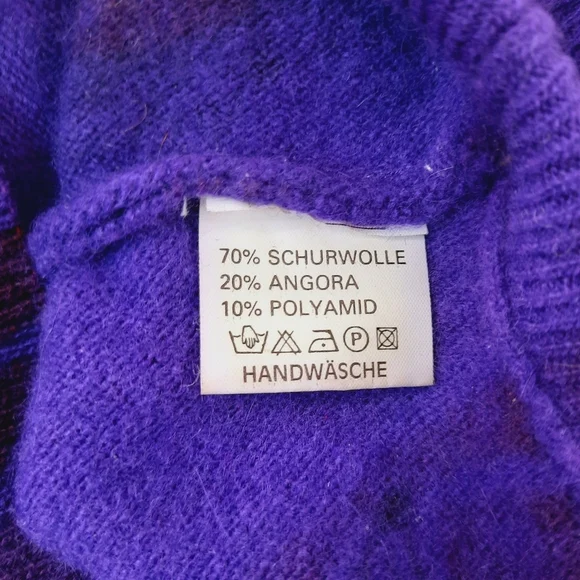 70% SCHURWOLLE
20% ANGORA
10% POLYAMID
P
HANDWÄSCHE